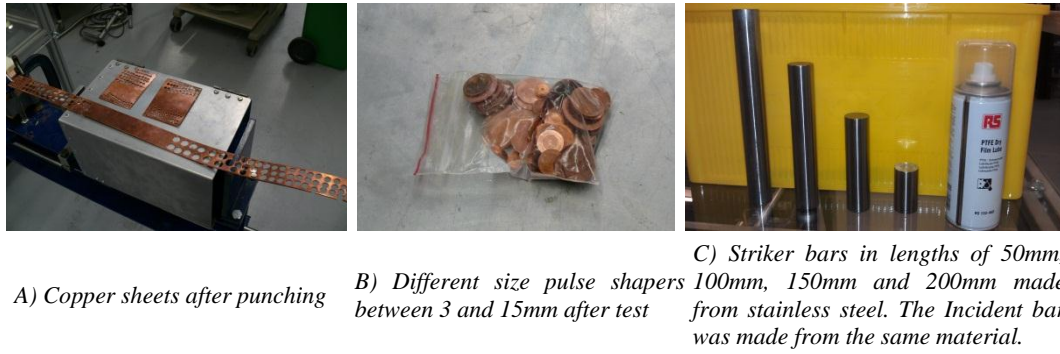 RS
PTFE Dry
Film Lube
A) Copper sheets after punching
B) Different size pulse shapers
between 3 and 15mm after test
C) Striker bars in lengths of 50mm,
100mm, 150mm and 200mm made
from stainless steel. The Incident bar
was made from the same material.